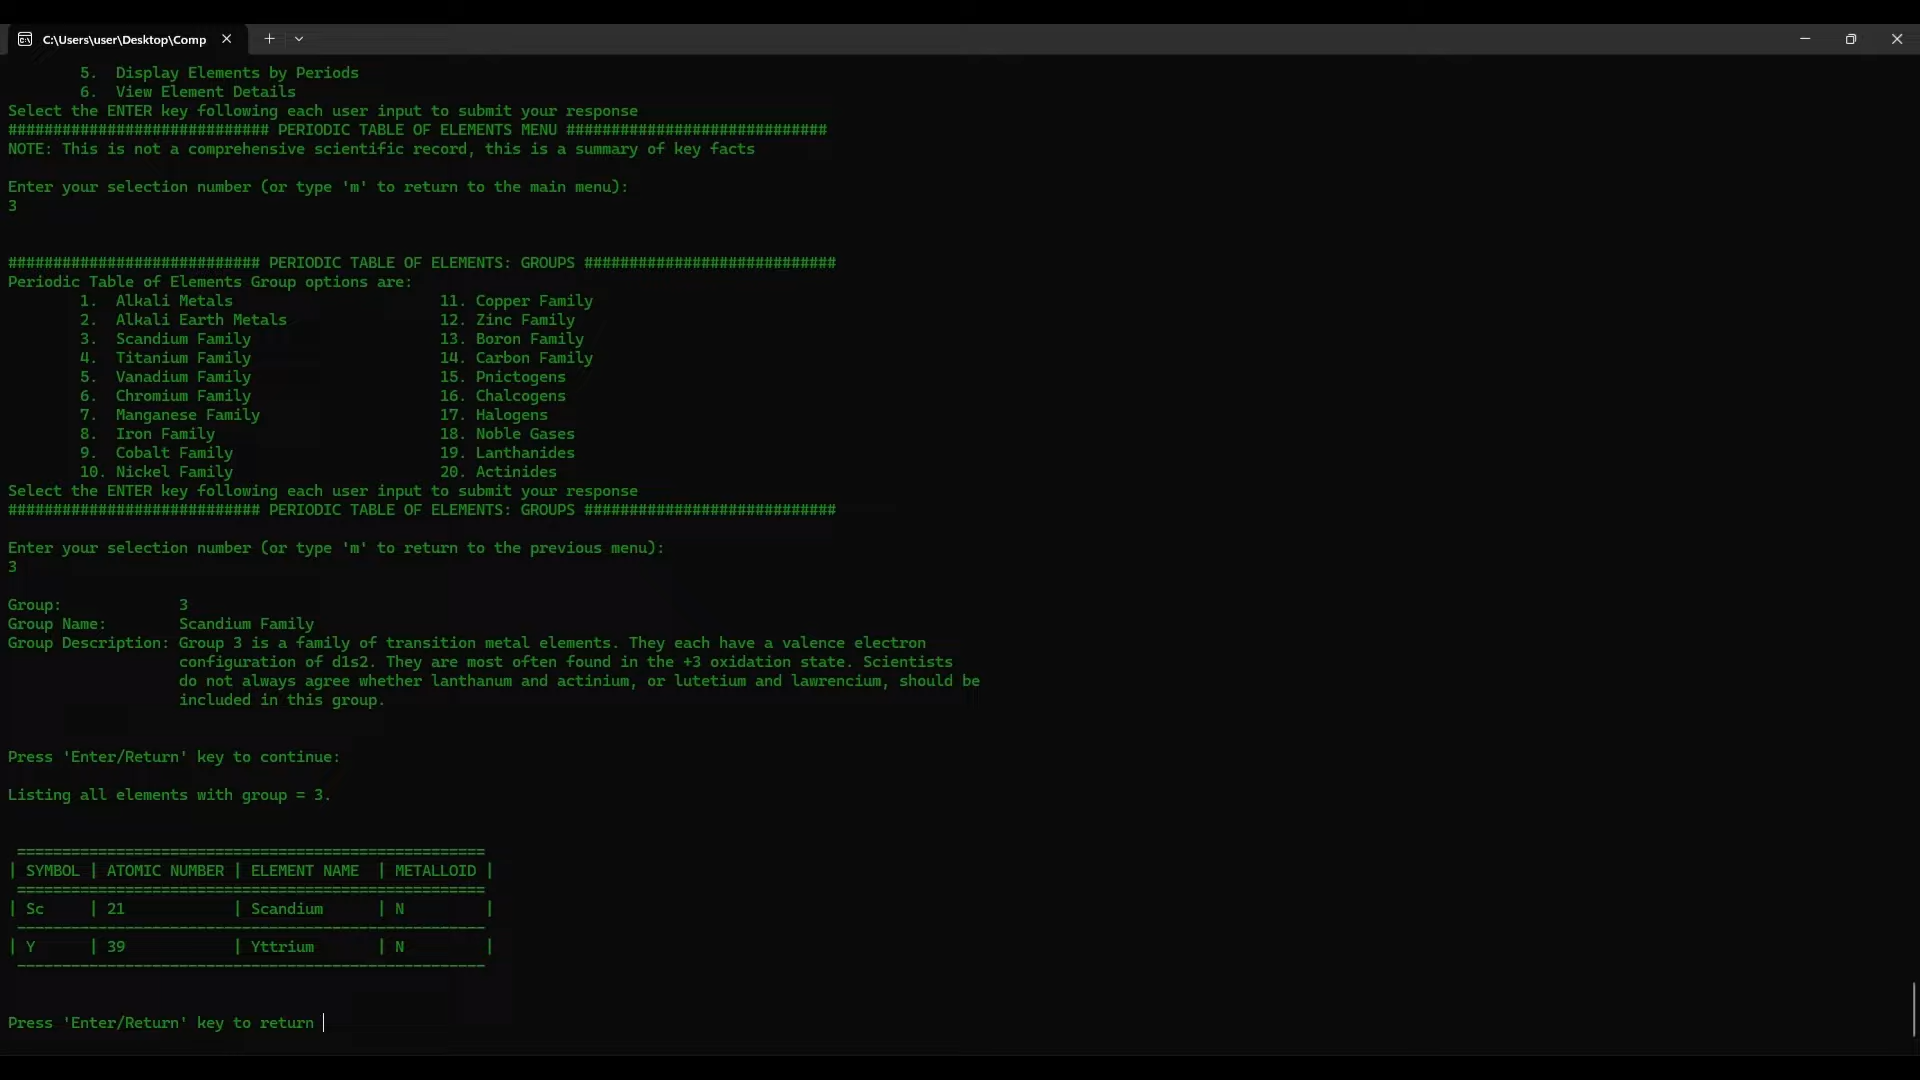 C:\Users\user\Desktop\Comp
5. Display Elements by Periods
6. View Element Details
Select the ENTER key following each user input to submit your response
############################# PERIODIC TABLE OF ELEMENTS MENU #############################
NOTE: This is not a comprehensive scientific record, this is a summary of key facts
Enter your selection number (or type 'm' to return to the main menu):
3
############################ PERIODIC TABLE OF ELEMENTS: GROUPS ############################
Periodic Table of Elements Group options are:
1. Alkali Metals 11. Copper Family
2. Alkali Earth Metals 12. Zinc Family
3. Scandium Family 13. Boron Family
4. Titanium Family 14. Carbon Family
5. Vanadium Family 15. Pnictogens
6. Chromium Family 16. Chalcogens
7. Manganese Family 17. Halogens
8. Iron Family 18. Noble Gases
9. Cobalt Family 19. Lanthanides
10. Nickel Family 20. Actinides
Select the ENTER key following each user input to submit your response
############################ PERIODIC TABLE OF ELEMENTS: GROUPS ############################
Enter your selection number (or type 'm' to return to the previous menu):
3
Group: 3
Group Name: Scandium Family
Group Description: Group 3 is a family of transition metal elements. They each have a valence electron
configuration of d1s2. They are most often found in the +3 oxidation state. Scientists
do not always agree whether lanthanum and actinium, or lutetium and lawrencium, should be
included in this group.
Press 'Enter/Return' key to continue:
Listing all elements with group = 3.
====================================================
| SYMBOL | ATOMIC NUMBER | ELEMENT NAME | METALLOID |
====================================================
| Sc | 21 | Scandium | N |
----------------------------------------------------
| Y | 39 | Yttrium | N |
----------------------------------------------------
Press 'Enter/Return' key to return